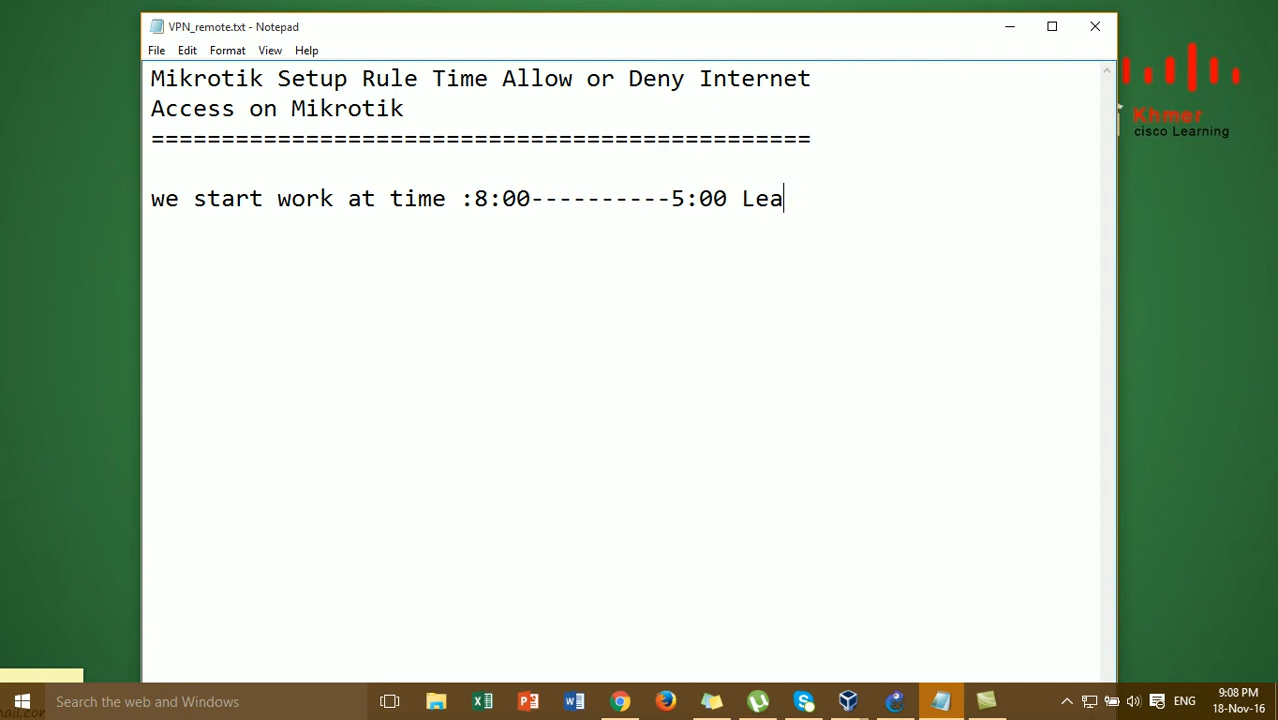 VPN_remote.txt - Notepad
File Edit Format View Help
Mikrotik Setup Rule Time Allow or Deny Internet
Access on Mikrotik
===============================================
we start work at time :8:00----------5:00 Lea
Khmer
cisco Learning
Search the web and Windows
ENG
9:08 PM
18-Nov-16